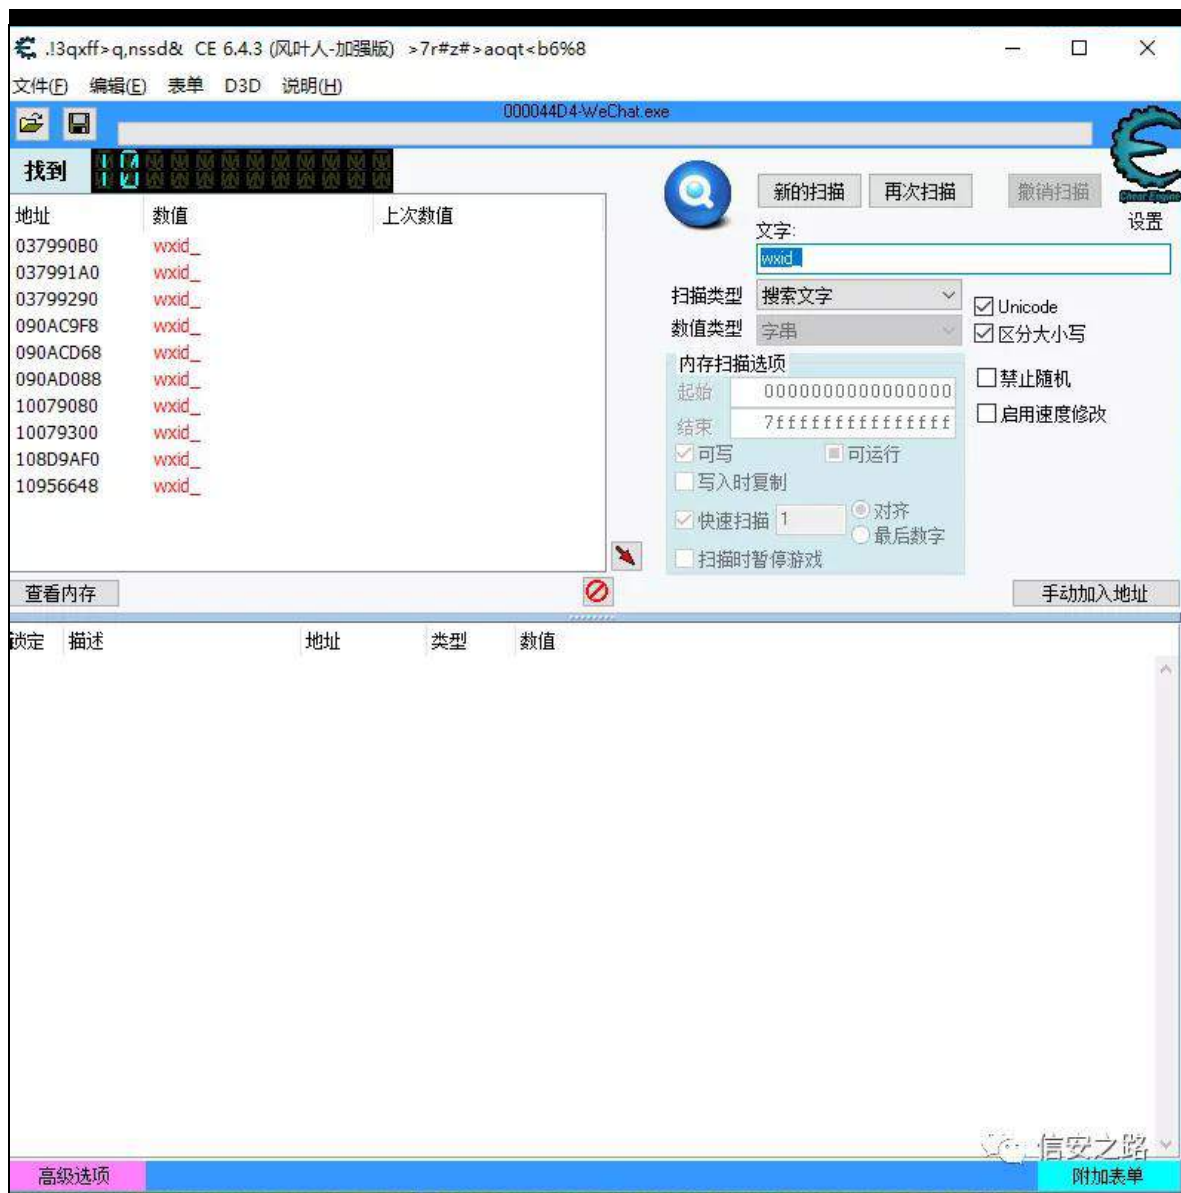 .!3qxff>q,nssd& CE 6.4.3 (风叶人-加强版) >7r#z#>aoqt<b6%8
文件(F) 编辑(E) 表单 D3D 说明(H)
000044D4-WeChat.exe
找到 10
Cheat Engine
设置
地址 数值 上次数值
037990B0 wxid_
037991A0 wxid_
03799290 wxid_
090AC9F8 wxid_
090ACD68 wxid_
090AD088 wxid_
10079080 wxid_
10079300 wxid_
108D9AF0 wxid_
10956648 wxid_
新的扫描 再次扫描 撤销扫描
文字:
wxid_
扫描类型 搜索文字
数值类型 字串
Unicode
区分大小写
内存扫描选项
起始 0000000000000000
结束 7fffffffffffffff
可写 可运行
写入时复制
快速扫描 1 对齐
最后数字
扫描时暂停游戏
禁止随机
启用速度修改
查看内存
手动加入地址
锁定 描述 地址 类型 数值
信安之路
高级选项 附加表单